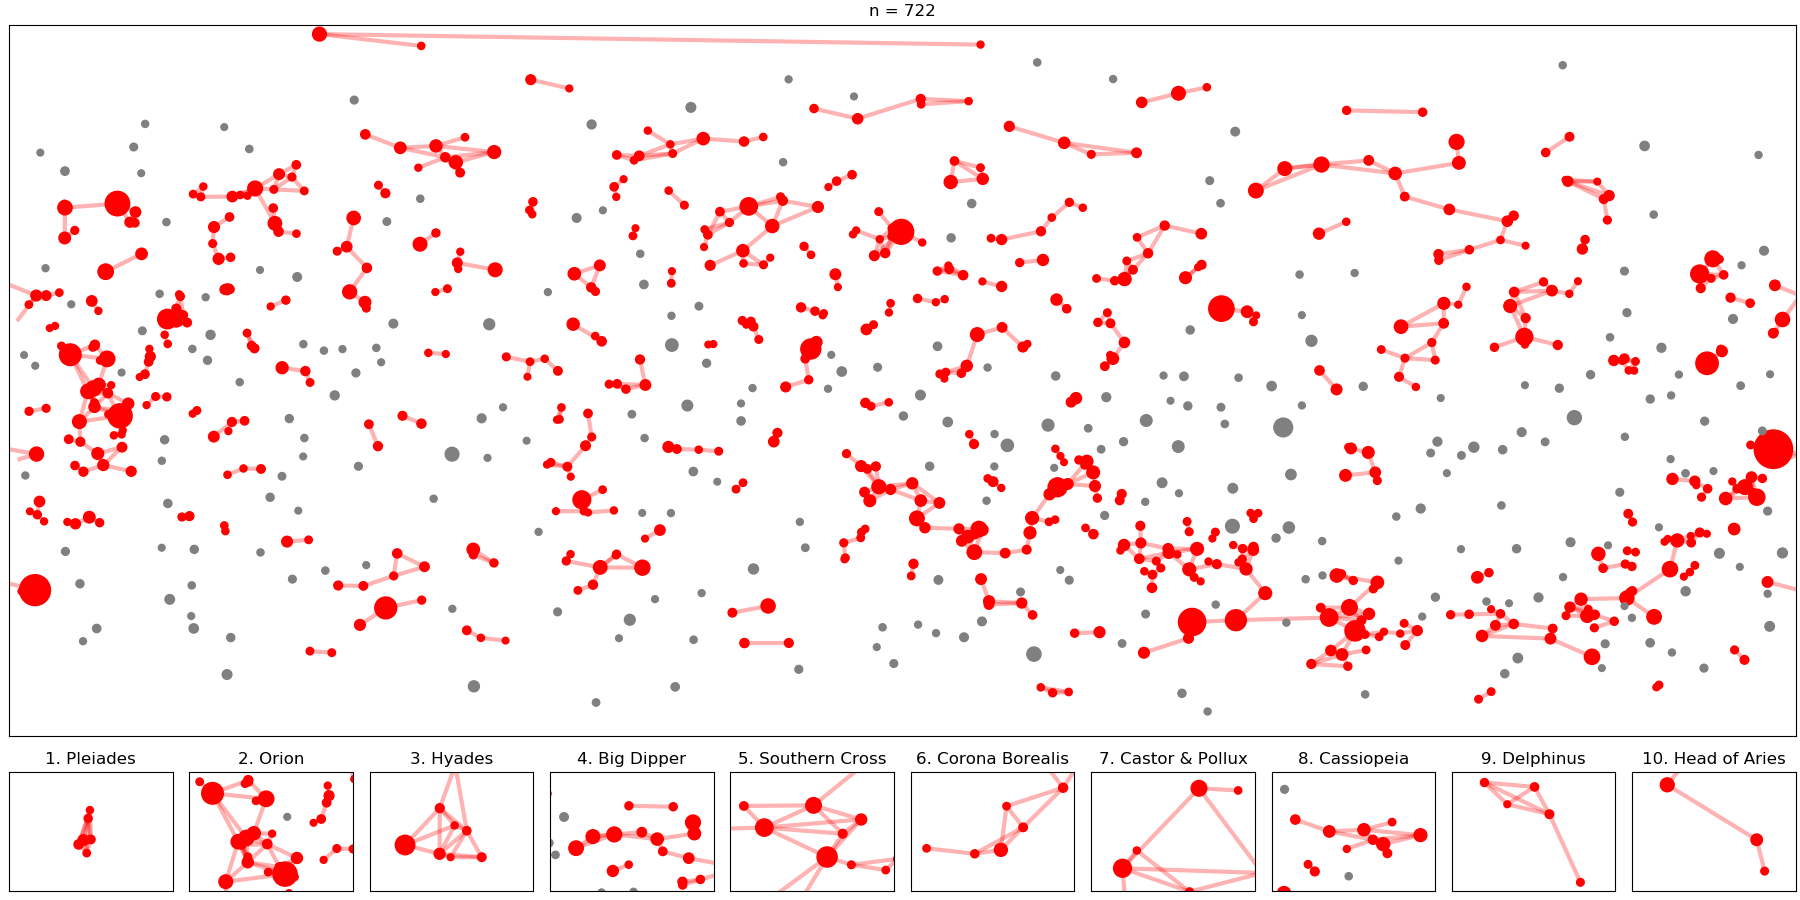 n = 722
1. Pleiades
2. Orion
3. Hyades
4. Big Dipper
5. Southern Cross
6. Corona Borealis
7. Castor & Pollux
8. Cassiopeia
9. Delphinus
10. Head of Aries